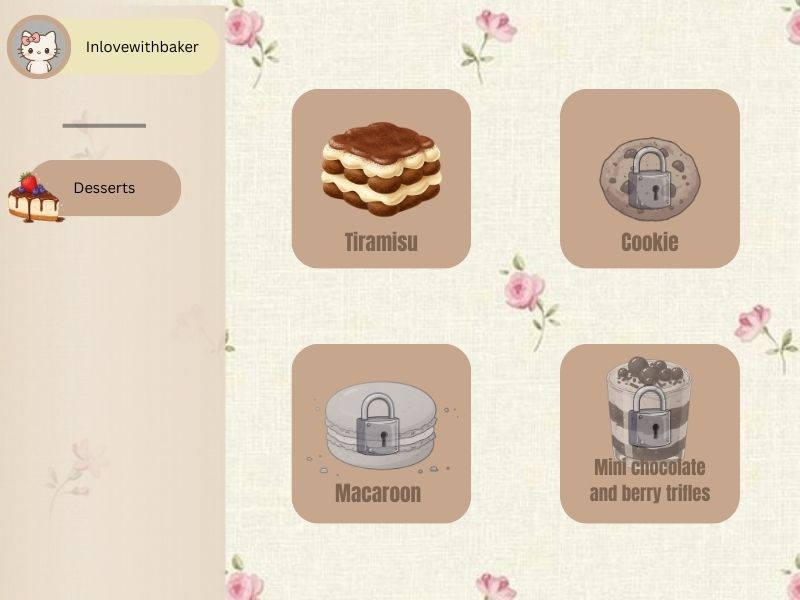 Inlovewithbaker
Desserts
Tiramisu
Cookie
Macaroon
Mini chocolate
and berry trifles